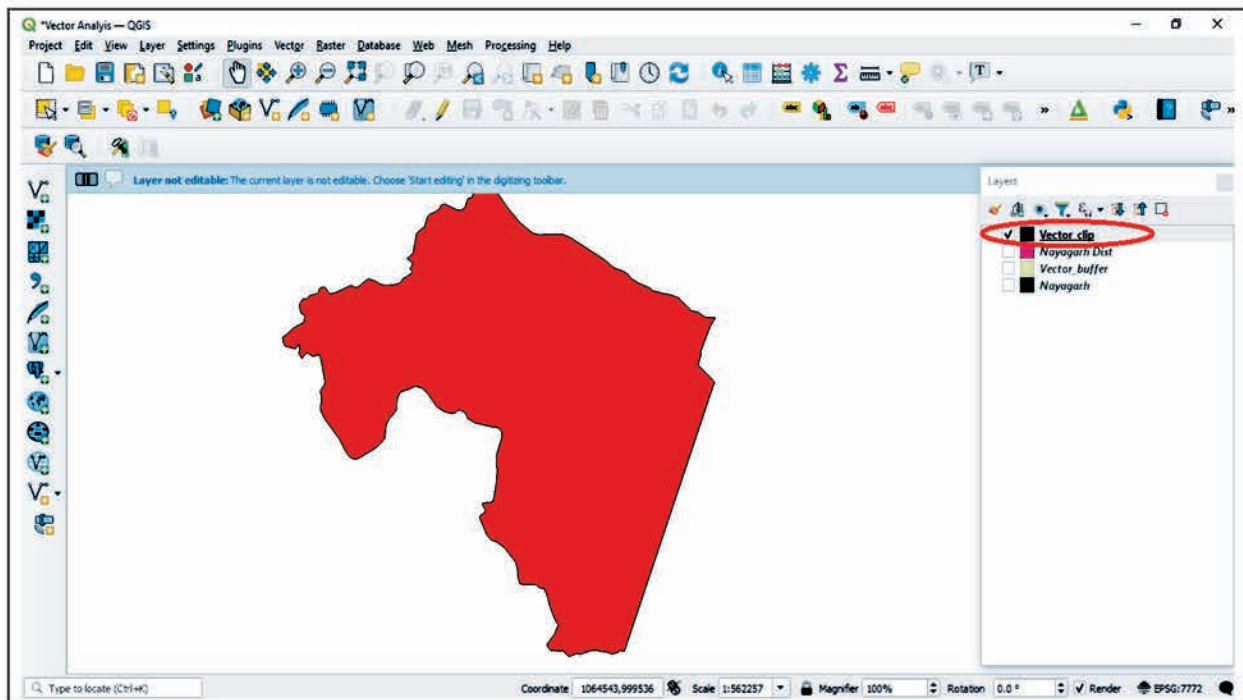 *Vector Analyis — QGIS
Project Edit View Layer Settings Plugins Vector Raster Database Web Mesh Processing Help
Layer not editable: The current layer is not editable. Choose 'Start editing' in the digitizing toolbar.
Layers
Vector_clip
Nayagarh Dist
Vector_buffer
Nayagarh
Type to locate (Ctrl+K) Coordinate 1064543,999536 Scale 1:562257 Magnifier 100% Rotation 0.0 ° Render EPSG:7772